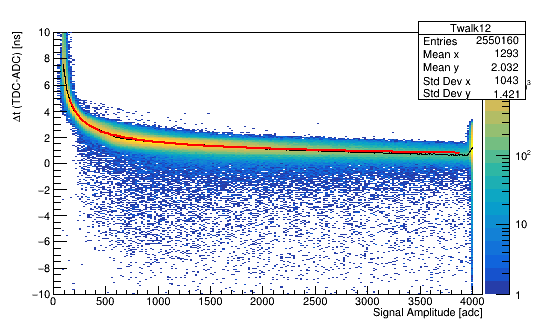 Twalk12
Entries 2550160
Mean x 1293
Mean y 2.032
Std Dev x 1043
Std Dev y 1.421
Δt (TDC-ADC) [ns]
10
8
6
4
2
0
−2
−4
−6
−8
−10
0 500 1000 1500 2000 2500 3000 3500 4000
Signal Amplitude [adc]
3
10²
10
1